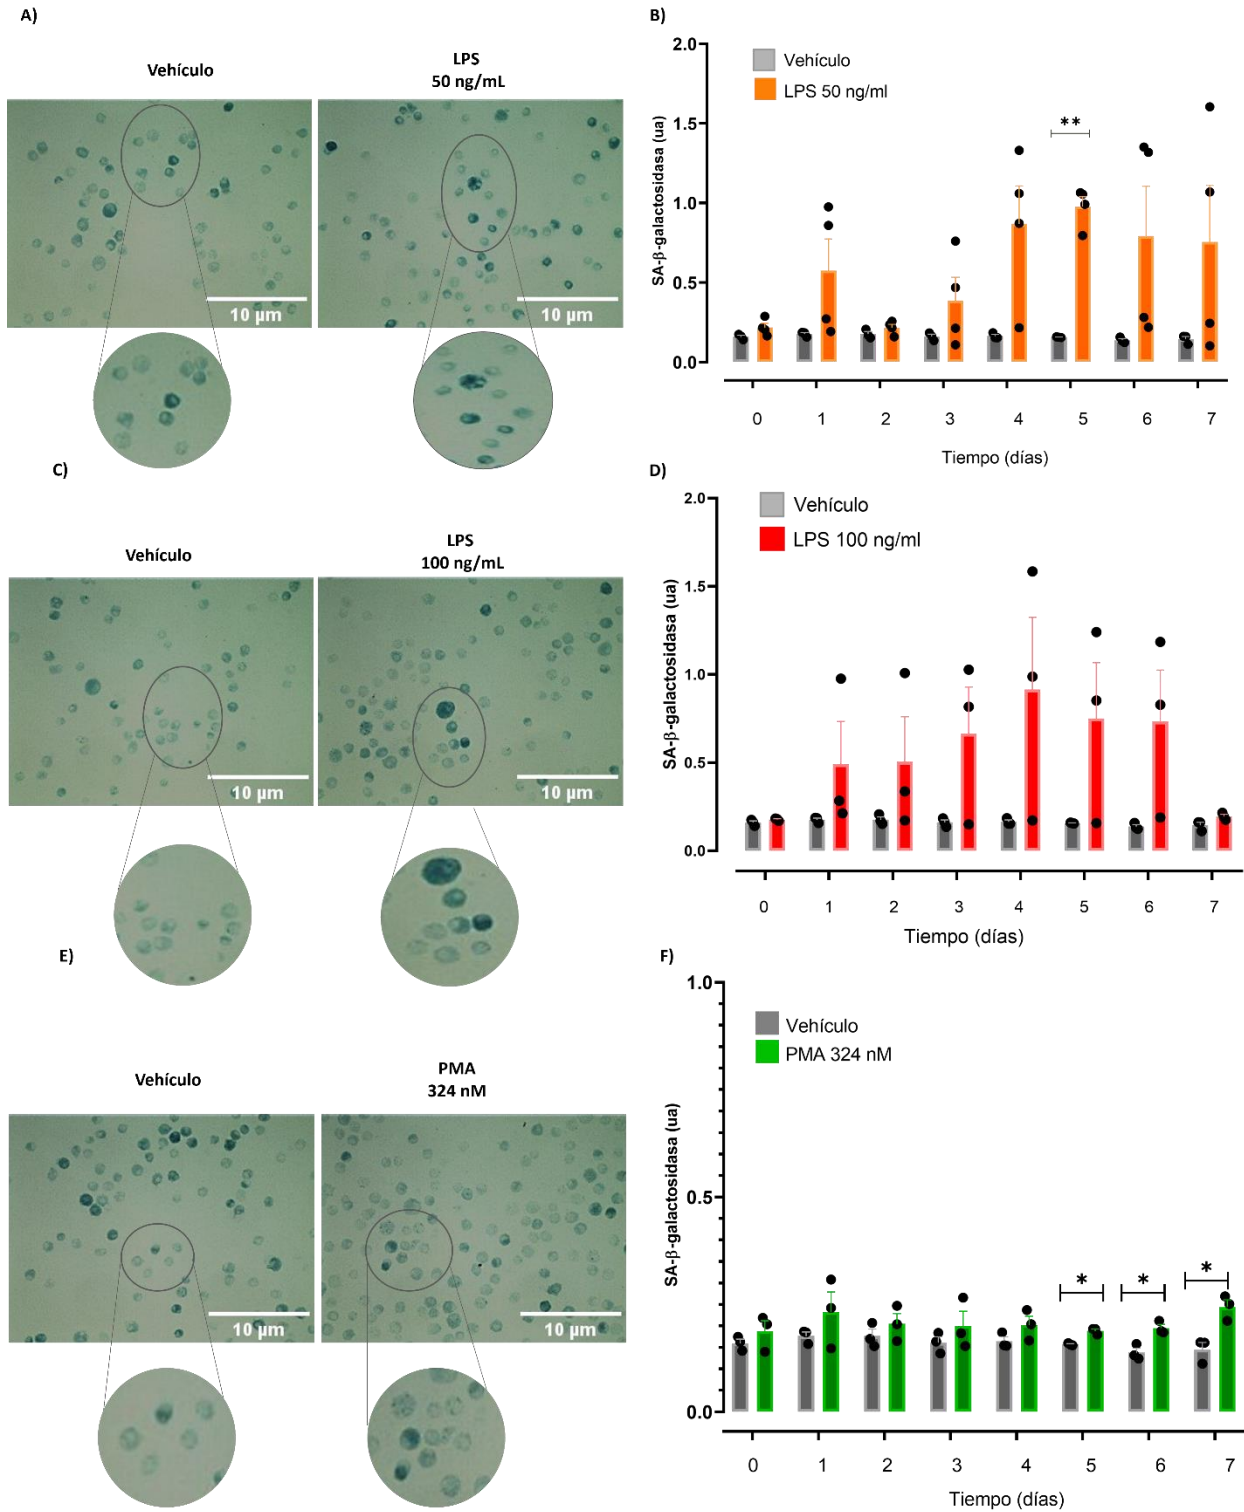 A)
Vehículo
LPS
50 ng/mL
10 µm
10 µm
B)
Vehículo
LPS 50 ng/ml
SA-β-galactosidasa (ua)
2.0
1.5
1.0
0.5
0.0
**
0 1 2 3 4 5 6 7
Tiempo (días)
C)
Vehículo
LPS
100 ng/mL
10 µm
10 µm
D)
Vehículo
LPS 100 ng/ml
SA-β-galactosidasa (ua)
2.0
1.5
1.0
0.5
0.0
0 1 2 3 4 5 6 7
Tiempo (días)
E)
Vehículo
PMA
324 nM
10 µm
10 µm
F)
Vehículo
PMA 324 nM
SA-β-galactosidasa (ua)
1.0
0.5
0.0
* * *
0 1 2 3 4 5 6 7
Tiempo (días)